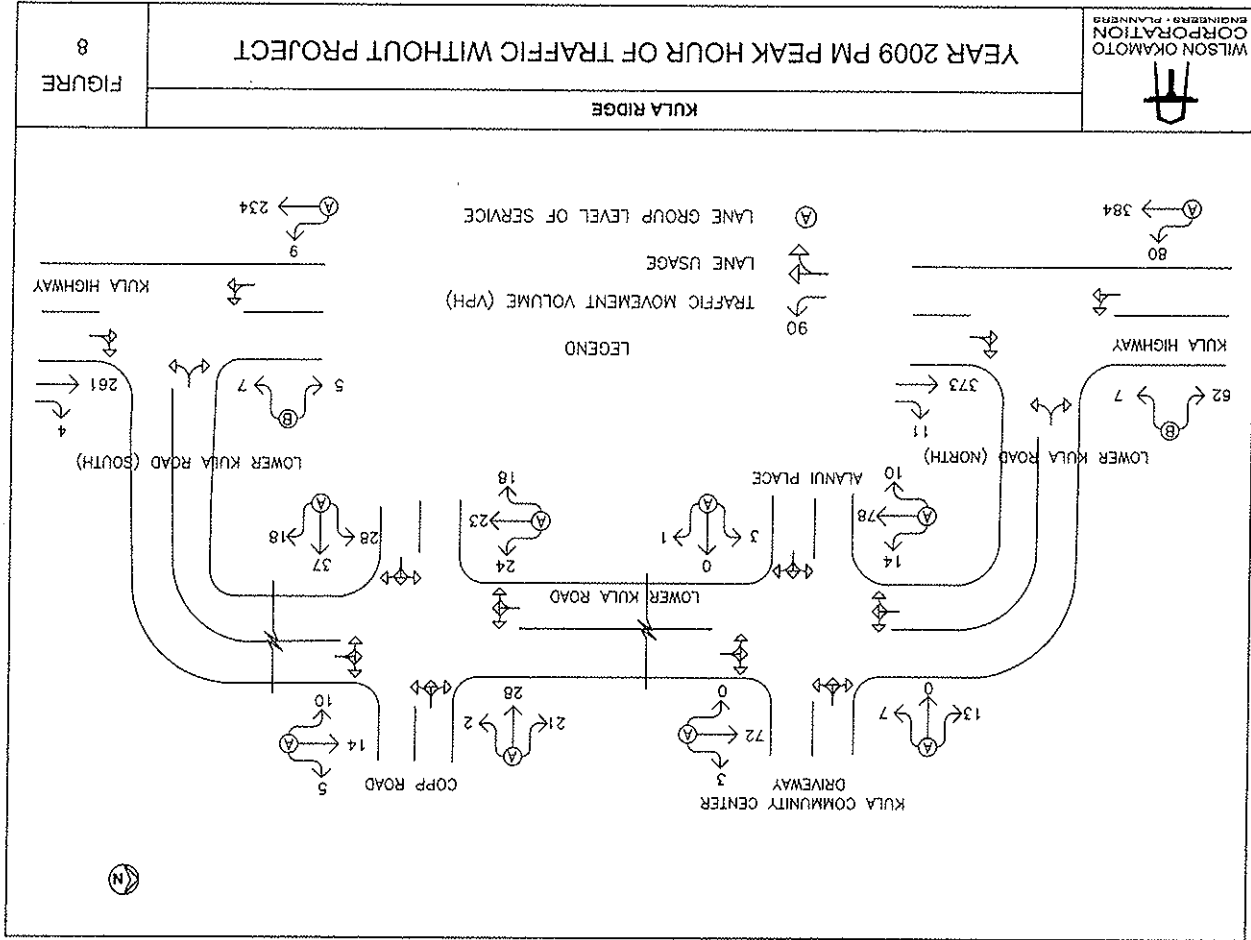 N
KULA COMMUNITY CENTER
DRIVEWAY
COPP ROAD
13
0
7
3
72
0
21
28
2
5
14
10
A
A
A
A
LOWER KULA ROAD
14
78
10
A
3
0
1
A
24
23
18
A
28
37
18
A
ALANUI PLACE
LOWER KULA ROAD (NORTH)
LOWER KULA ROAD (SOUTH)
62
7
B
11
373
5
7
B
4
261
KULA HIGHWAY
KULA HIGHWAY
80
384
A
9
234
A
LEGEND
90
TRAFFIC MOVEMENT VOLUME (VPH)
LANE USAGE
A
LANE GROUP LEVEL OF SERVICE
WILSON OKAMOTO
CORPORATION
ENGINEERS • PLANNERS
KULA RIDGE
YEAR 2009 PM PEAK HOUR OF TRAFFIC WITHOUT PROJECT
FIGURE
8